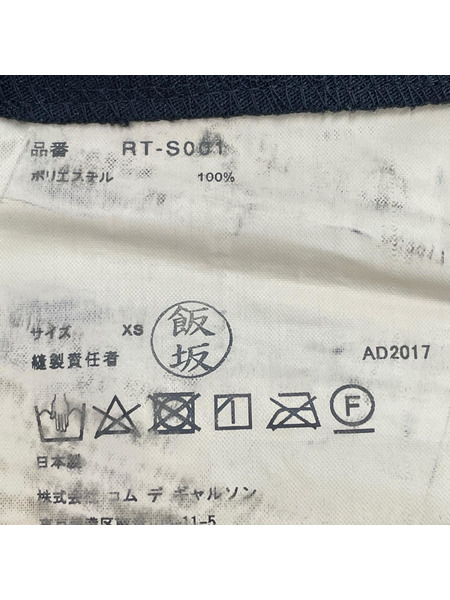 品番 RT-S001
ポリエステル 100%
サイズ XS 飯坂
縫製責任者 AD2017
F
日本製
株式会社 コム デ ギャルソン
-11-5